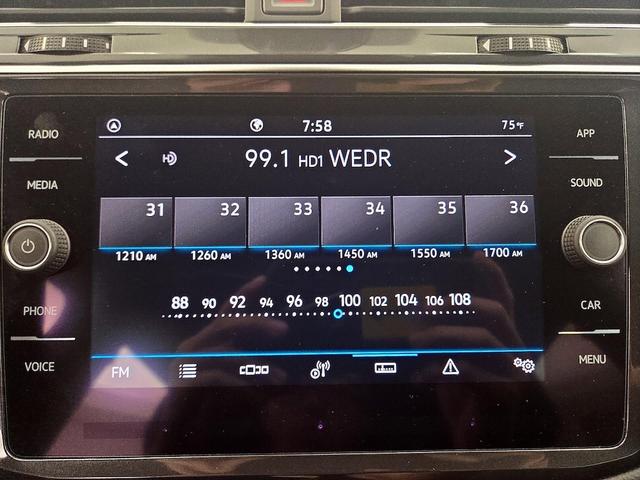 7:58 75°F
RADIO APP
99.1 HD1 WEDR
MEDIA SOUND
31 32 33 34 35 36
1210 AM 1260 AM 1360 AM 1450 AM 1550 AM 1700 AM
88 90 92 94 96 98 100 102 104 106 108
PHONE CAR
VOICE MENU
FM